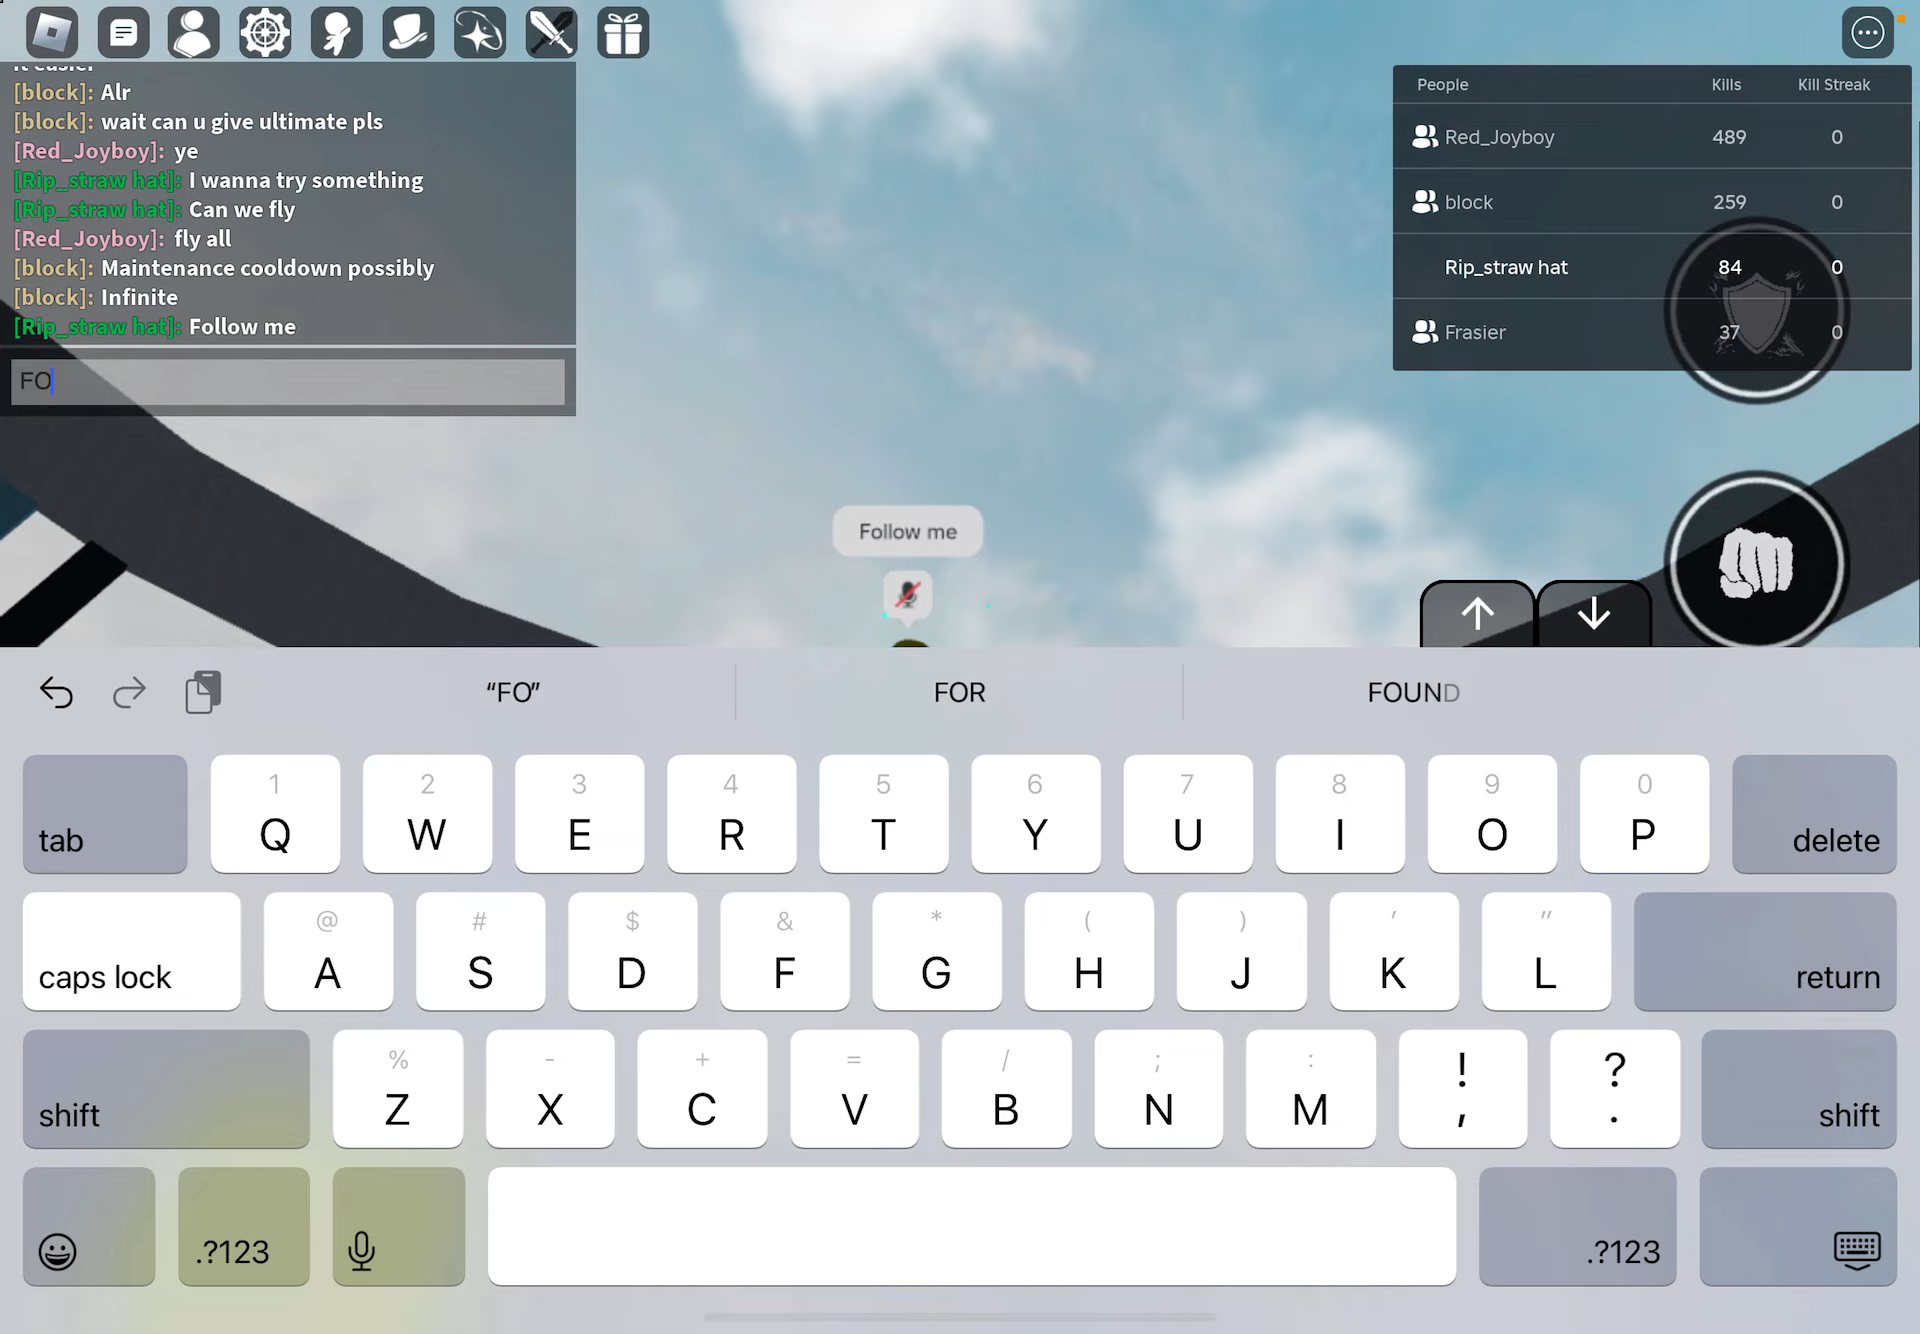 it easier
[block]: Alr
[block]: wait can u give ultimate pls
[Red_Joyboy]: ye
[Rip_straw hat]: I wanna try something
[Rip_straw hat]: Can we fly
[Red_Joyboy]: fly all
[block]: Maintenance cooldown possibly
[block]: Infinite
[Rip_straw hat]: Follow me
FO
People Kills Kill Streak
Red_Joyboy 489 0
block 259 0
Rip_straw hat 84 0
Frasier 37 0
Follow me
“FO” FOR FOUND
1 2 3 4 5 6 7 8 9 0
tab Q W E R T Y U I O P delete
@ # $ & * ( ) ' "
caps lock A S D F G H J K L return
% - + = / ; : ! ?
shift Z X C V B N M , . shift
.?123 .?123